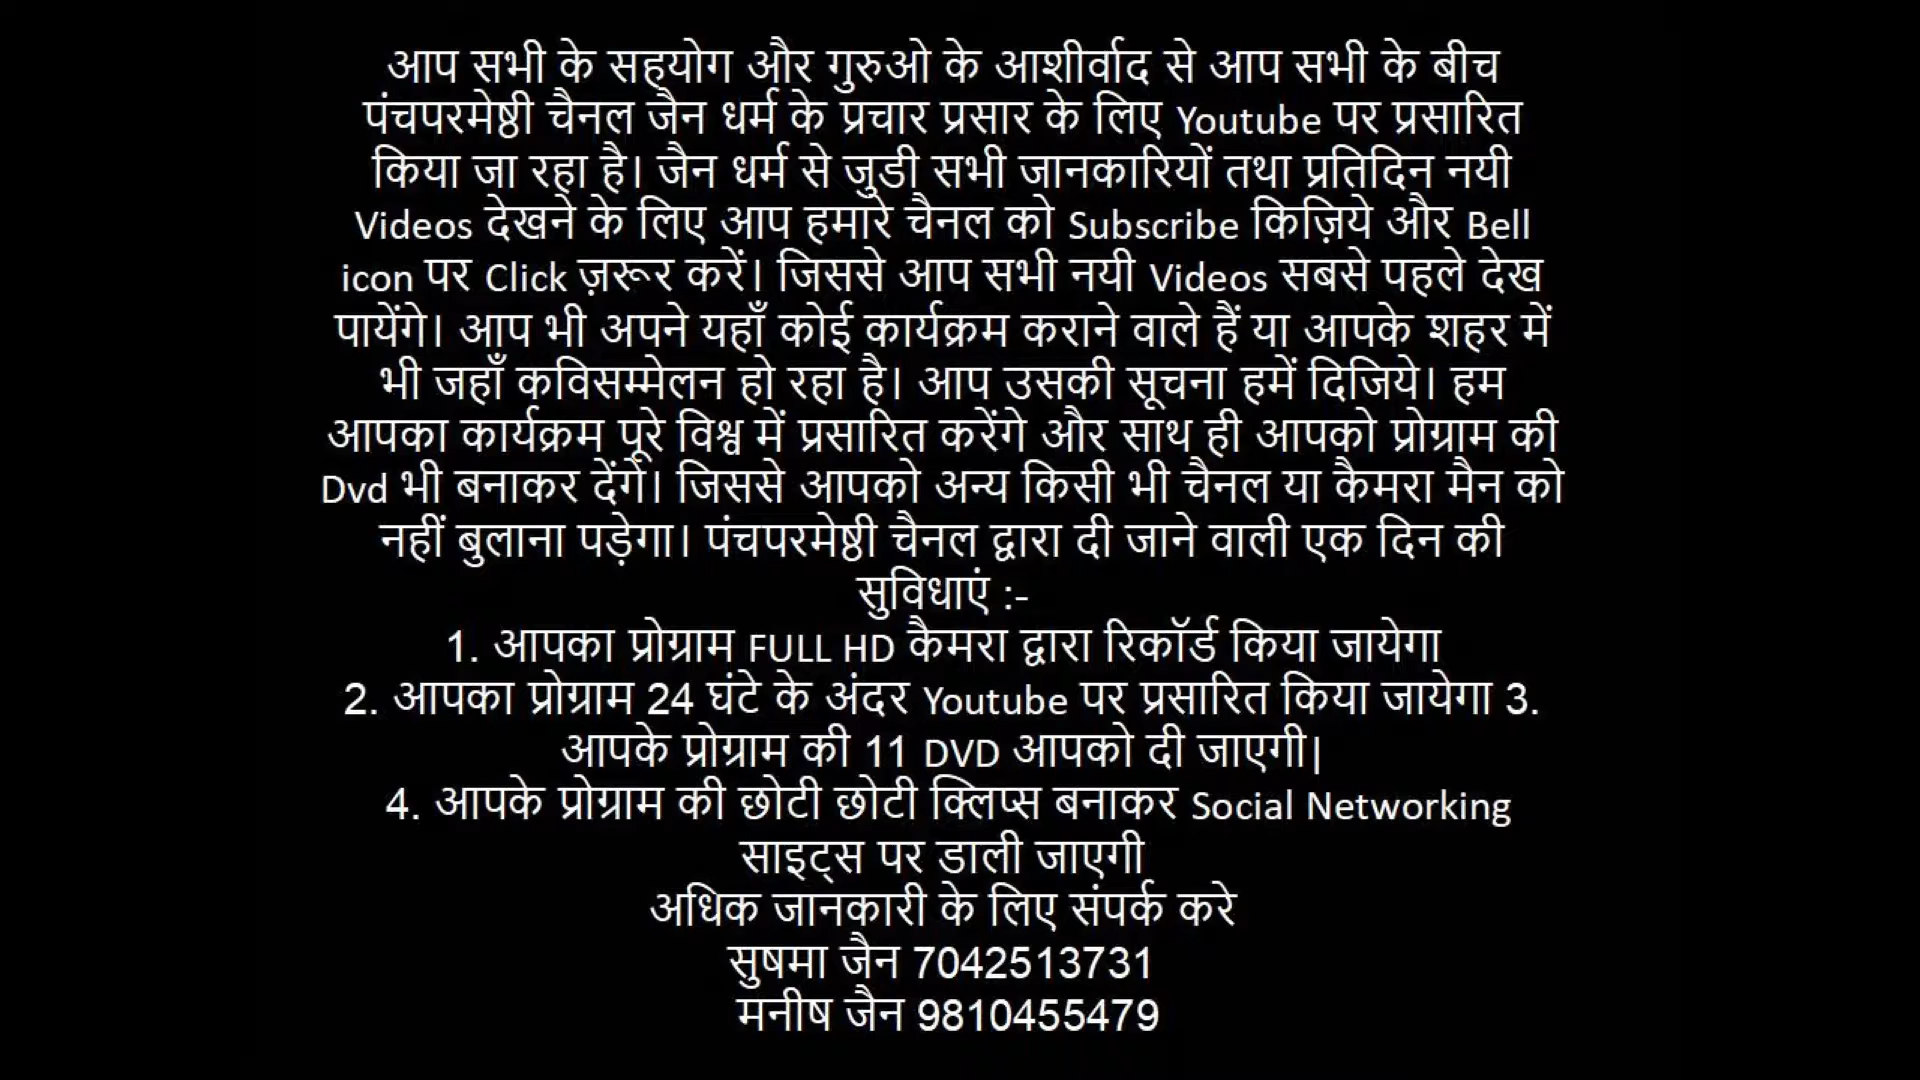 आप सभी के सहयोग और गुरुओ के आशीर्वाद से आप सभी के बीच
पंचपरमेष्ठी चैनल जैन धर्म के प्रचार प्रसार के लिए Youtube पर प्रसारित
किया जा रहा है। जैन धर्म से जुडी सभी जानकारियों तथा प्रतिदिन नयी
Videos देखने के लिए आप हमारे चैनल को Subscribe किज़िये और Bell
icon पर Click ज़रूर करें। जिससे आप सभी नयी Videos सबसे पहले देख
पायेंगे। आप भी अपने यहाँ कोई कार्यक्रम कराने वाले हैं या आपके शहर में
भी जहाँ कविसम्मेलन हो रहा है। आप उसकी सूचना हमें दिजिये। हम
आपका कार्यक्रम पूरे विश्व में प्रसारित करेंगे और साथ ही आपको प्रोग्राम की
Dvd भी बनाकर देंगे। जिससे आपको अन्य किसी भी चैनल या कैमरा मैन को
नहीं बुलाना पड़ेगा। पंचपरमेष्ठी चैनल द्वारा दी जाने वाली एक दिन की
सुविधाएं :-
1. आपका प्रोग्राम FULL HD कैमरा द्वारा रिकॉर्ड किया जायेगा
2. आपका प्रोग्राम 24 घंटे के अंदर Youtube पर प्रसारित किया जायेगा 3.
आपके प्रोग्राम की 11 DVD आपको दी जाएगी|
4. आपके प्रोग्राम की छोटी छोटी क्लिप्स बनाकर Social Networking
साइट्स पर डाली जाएगी
अधिक जानकारी के लिए संपर्क करे
सुषमा जैन 7042513731
मनीष जैन 9810455479